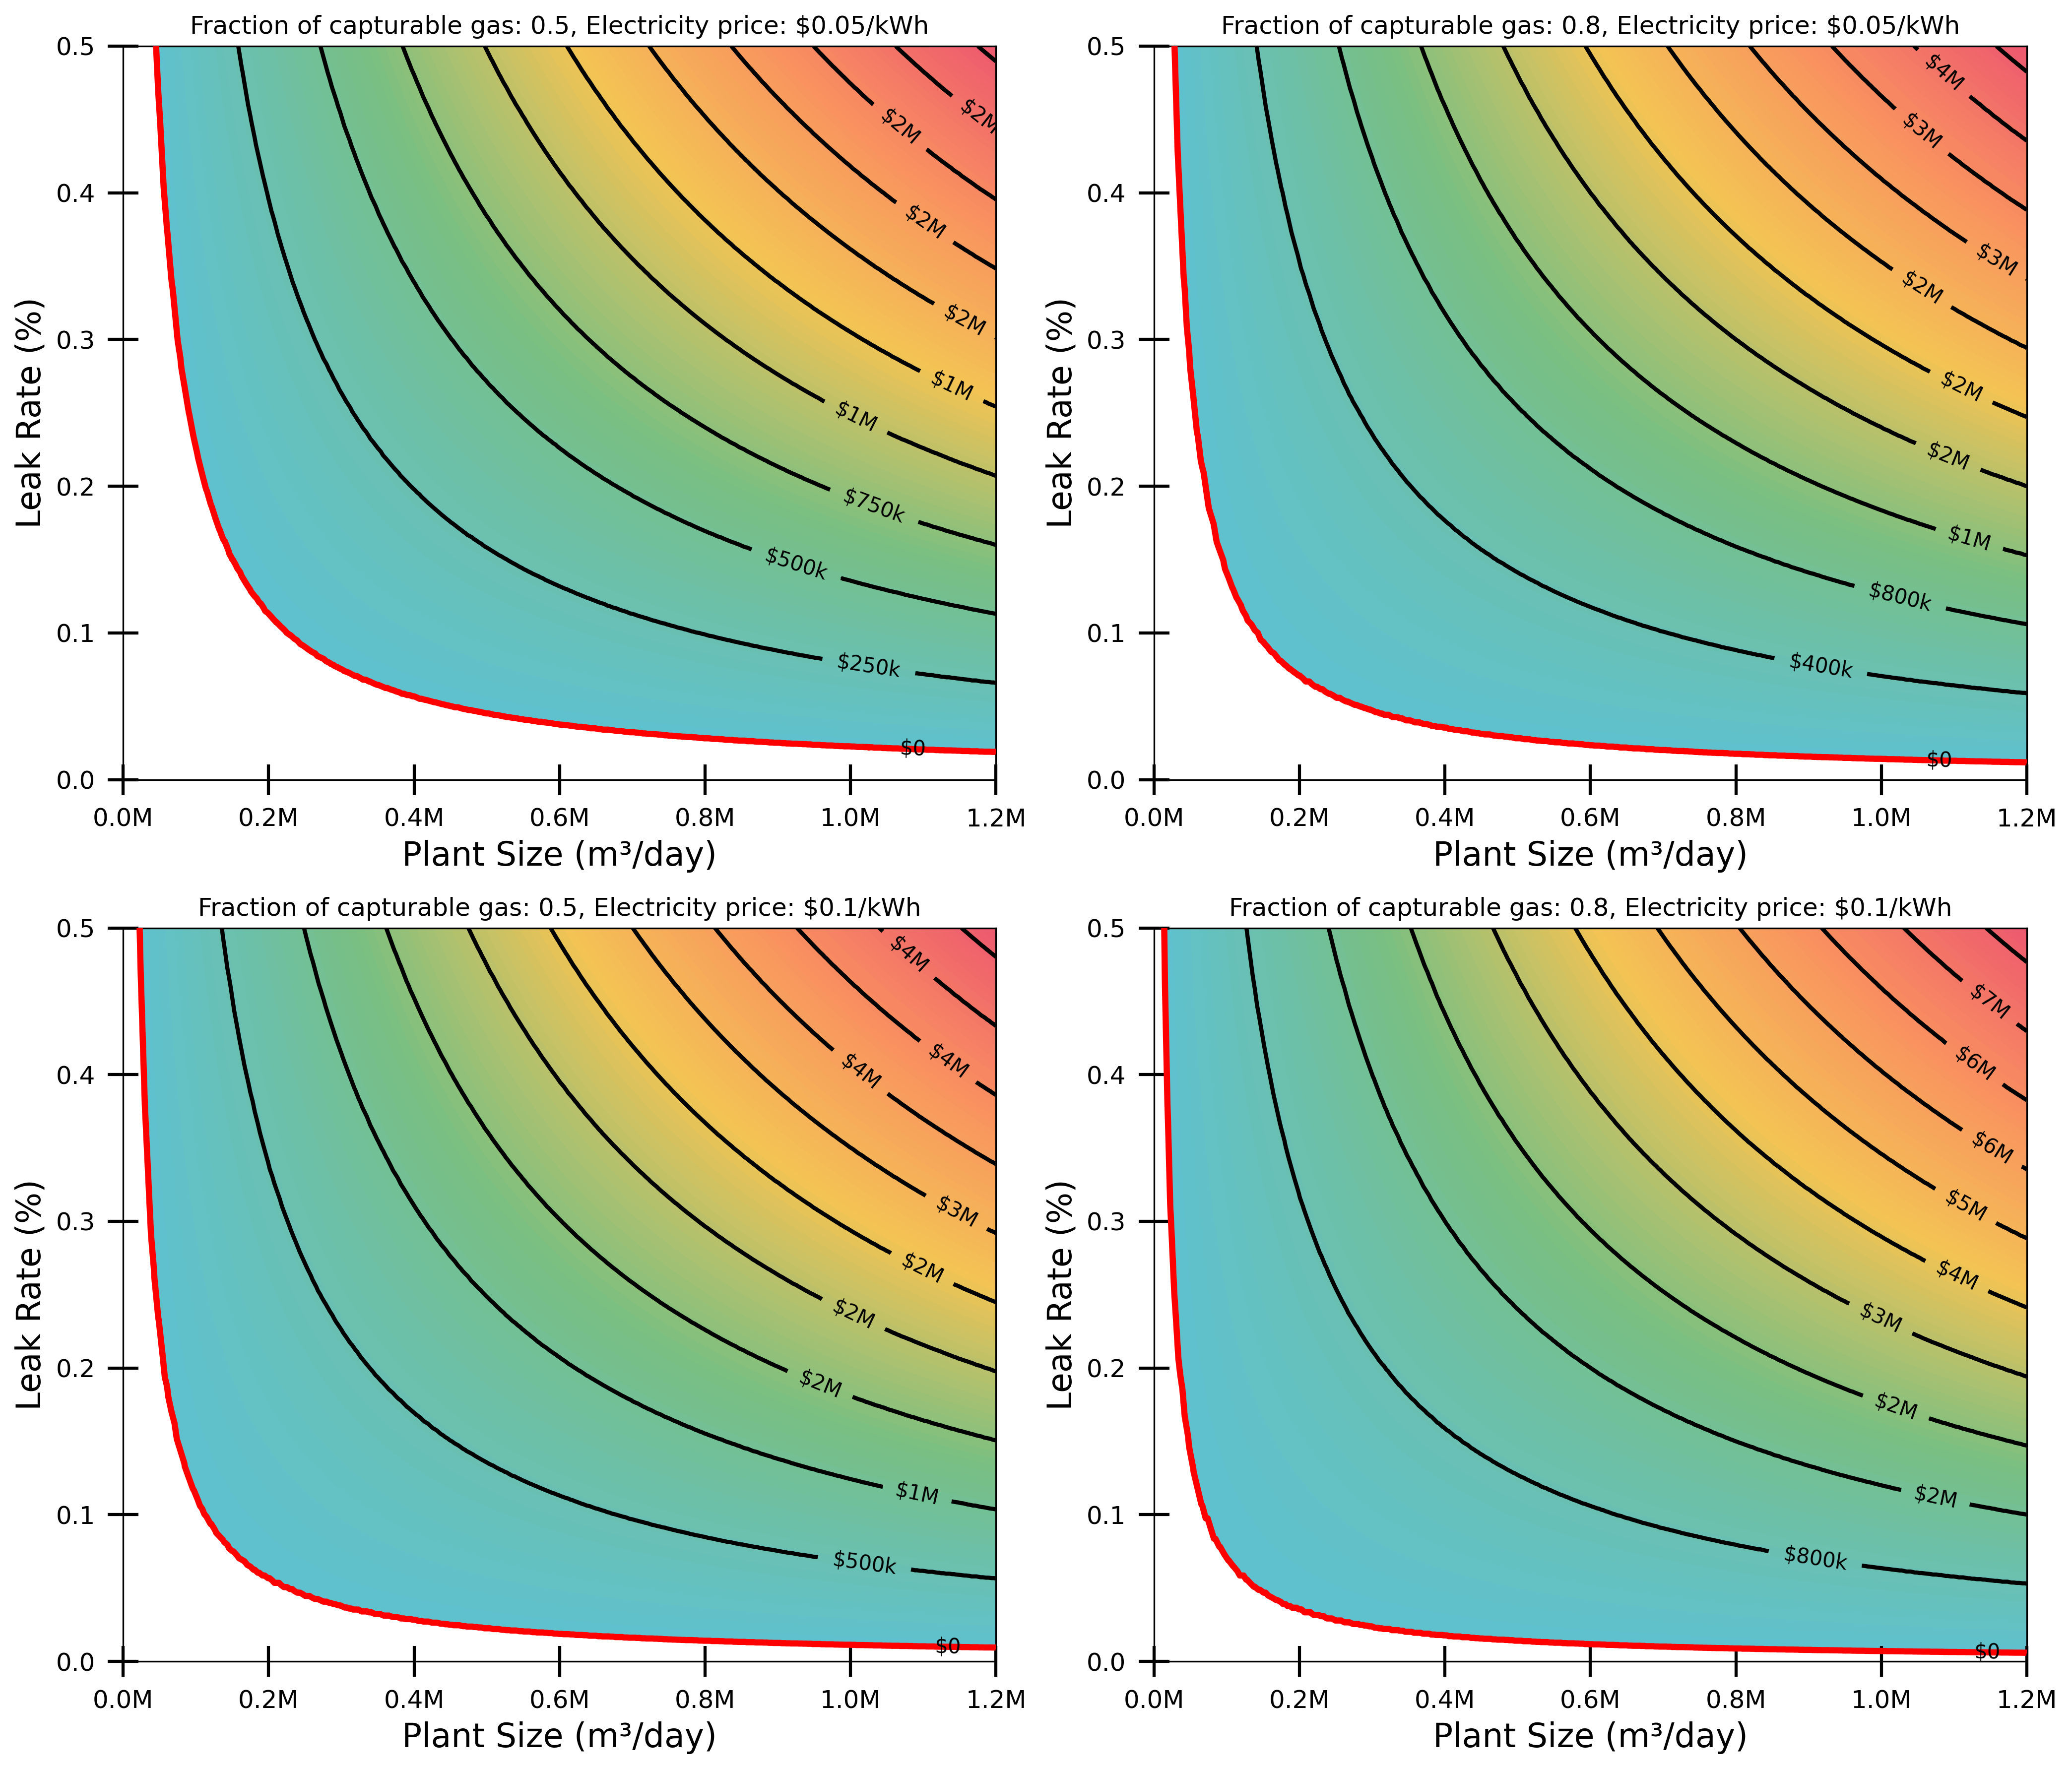 Fraction of capturable gas: 0.5, Electricity price: $0.05/kWh
0.5
0.4
0.3
0.2
0.1
0.0
Leak Rate (%)
$2M
$2M
$2M
$2M
$1M
$1M
$750k
$500k
$250k
$0
0.0M 0.2M 0.4M 0.6M 0.8M 1.0M 1.2M
Plant Size (m³/day)
Fraction of capturable gas: 0.8, Electricity price: $0.05/kWh
0.5
0.4
0.3
0.2
0.1
0.0
Leak Rate (%)
$4M
$3M
$3M
$2M
$2M
$2M
$1M
$800k
$400k
$0
0.0M 0.2M 0.4M 0.6M 0.8M 1.0M 1.2M
Plant Size (m³/day)
Fraction of capturable gas: 0.5, Electricity price: $0.1/kWh
0.5
0.4
0.3
0.2
0.1
0.0
Leak Rate (%)
$4M
$4M
$4M
$3M
$2M
$2M
$2M
$1M
$500k
$0
0.0M 0.2M 0.4M 0.6M 0.8M 1.0M 1.2M
Plant Size (m³/day)
Fraction of capturable gas: 0.8, Electricity price: $0.1/kWh
0.5
0.4
0.3
0.2
0.1
0.0
Leak Rate (%)
$7M
$6M
$6M
$5M
$4M
$3M
$2M
$2M
$800k
$0
0.0M 0.2M 0.4M 0.6M 0.8M 1.0M 1.2M
Plant Size (m³/day)